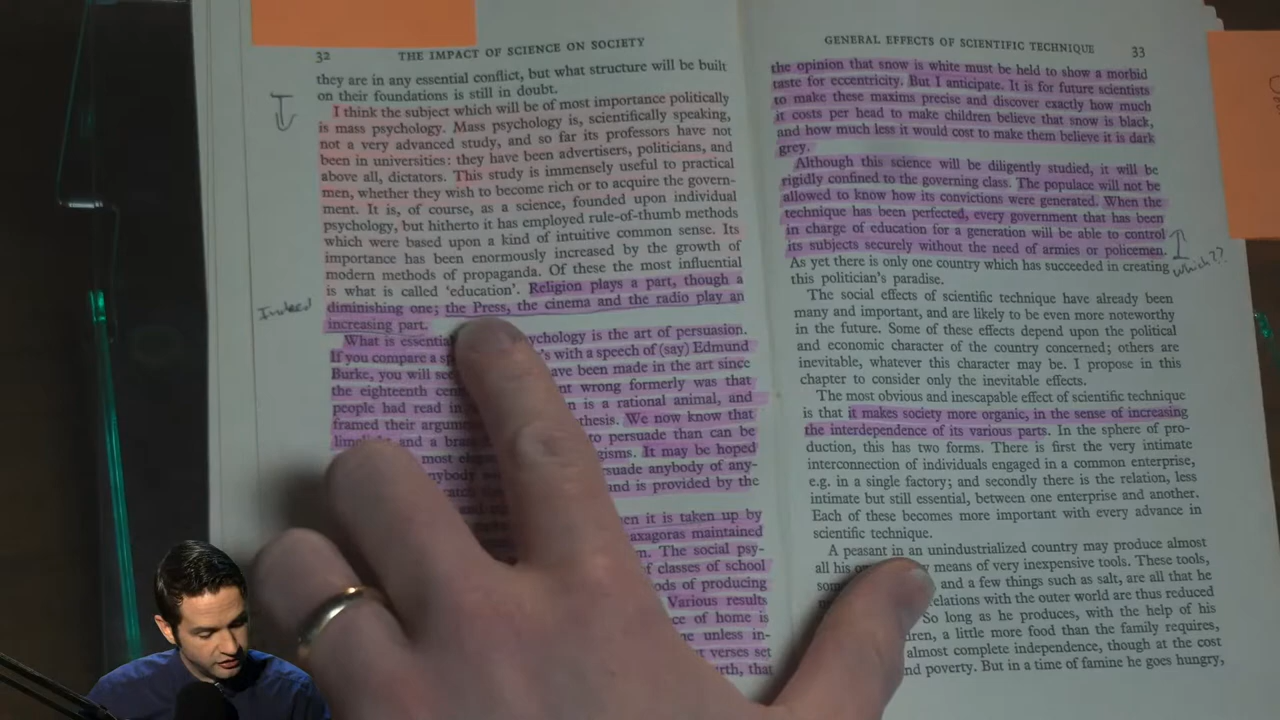 32 THE IMPACT OF SCIENCE ON SOCIETY
they are in any essential conflict, but what structure will be built
on their foundations is still in doubt.
I think the subject which will be of most importance politically
is mass psychology. Mass psychology is, scientifically speaking,
not a very advanced study, and so far its professors have not
been in universities: they have been advertisers, politicians, and
above all, dictators. This study is immensely useful to practical
men, whether they wish to become rich or to acquire the govern-
ment. It is, of course, as a science, founded upon individual
psychology, but hitherto it has employed rule-of-thumb methods
which were based upon a kind of intuitive common sense. Its
importance has been enormously increased by the growth of
modern methods of propaganda. Of these the most influential
is what is called 'education'. Religion plays a part, though a
Indeed
diminishing one; the Press, the cinema and the radio play an
increasing part.
What is essential ychology is the art of persuasion.
If you compare a sp 's with a speech of (say) Edmund
Burke, you will see ave been made in the art since
the eighteenth cen nt wrong formerly was that
people had read in n is a rational animal, and
framed their argum thesis. We now know that
limelight and a bra to persuade than can be
most eleg gisms. It may be hoped
nybody w suade anybody of any-
and is provided by the
en it is taken up by
axagoras maintained
n. The social psy-
f classes of school
ods of producing
Various results
ce of home is
ne unless in-
t verses set
rth, that
GENERAL EFFECTS OF SCIENTIFIC TECHNIQUE 33
the opinion that snow is white must be held to show a morbid
taste for eccentricity. But I anticipate. It is for future scientists
to make these maxims precise and discover exactly how much
it costs per head to make children believe that snow is black,
and how much less it would cost to make them believe it is dark
grey.
Although this science will be diligently studied, it will be
rigidly confined to the governing class. The populace will not be
allowed to know how its convictions were generated. When the
technique has been perfected, every government that has been
in charge of education for a generation will be able to control
its subjects securely without the need of armies or policemen.
As yet there is only one country which has succeeded in creating
which??
this politician's paradise.
The social effects of scientific technique have already been
many and important, and are likely to be even more noteworthy
in the future. Some of these effects depend upon the political
and economic character of the country concerned; others are
inevitable, whatever this character may be. I propose in this
chapter to consider only the inevitable effects.
The most obvious and inescapable effect of scientific technique
is that it makes society more organic, in the sense of increasing
the interdependence of its various parts. In the sphere of pro-
duction, this has two forms. There is first the very intimate
interconnection of individuals engaged in a common enterprise,
e.g. in a single factory; and secondly there is the relation, less
intimate but still essential, between one enterprise and another.
Each of these becomes more important with every advance in
scientific technique.
A peasant in an unindustrialized country may produce almost
all his means of very inexpensive tools. These tools,
som and a few things such as salt, are all that he
relations with the outer world are thus reduced
So long as he produces, with the help of his
ren, a little more food than the family requires,
almost complete independence, though at the cost
nd poverty. But in a time of famine he goes hungry,